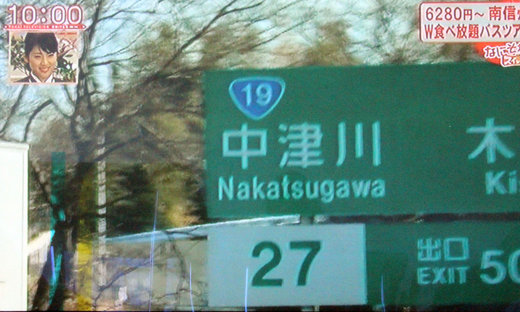 10:00
6280円~ 南信
W食べ放題バスツア
19
中津川 木
Nakatsugawa Ki
27 出口
EXIT 50